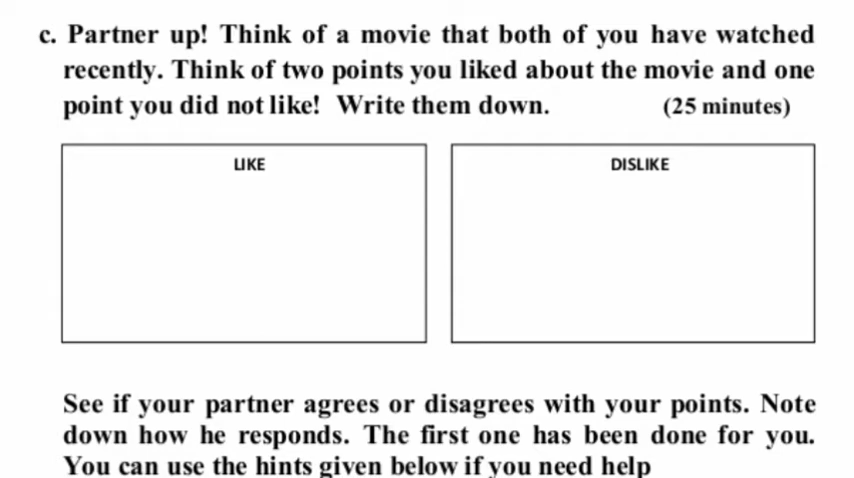 c. Partner up! Think of a movie that both of you have watched
recently. Think of two points you liked about the movie and one
point you did not like! Write them down. (25 minutes)
LIKE
DISLIKE
See if your partner agrees or disagrees with your points. Note
down how he responds. The first one has been done for you.
You can use the hints given below if you need help